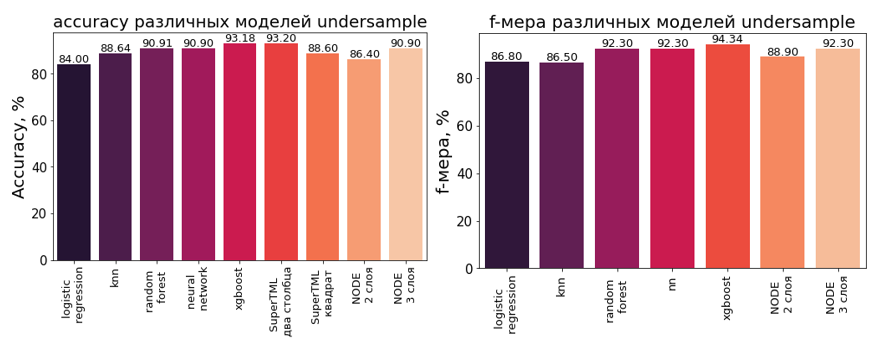 accuracy различных моделей undersample
Accuracy, %
80
60
40
20
0
84.00
88.64
90.91
90.90
93.18
93.20
88.60
86.40
90.90
logistic
regression
knn
random
forest
neural
network
xgboost
SuperTML
два столбца
SuperTML
квадрат
NODE
2 слоя
NODE
3 слоя
f-мера различных моделей undersample
f-мера, %
80
60
40
20
0
86.80
86.50
92.30
92.30
94.34
88.90
92.30
logistic
regression
knn
random
forest
nn
xgboost
NODE
2 слоя
NODE
3 слоя